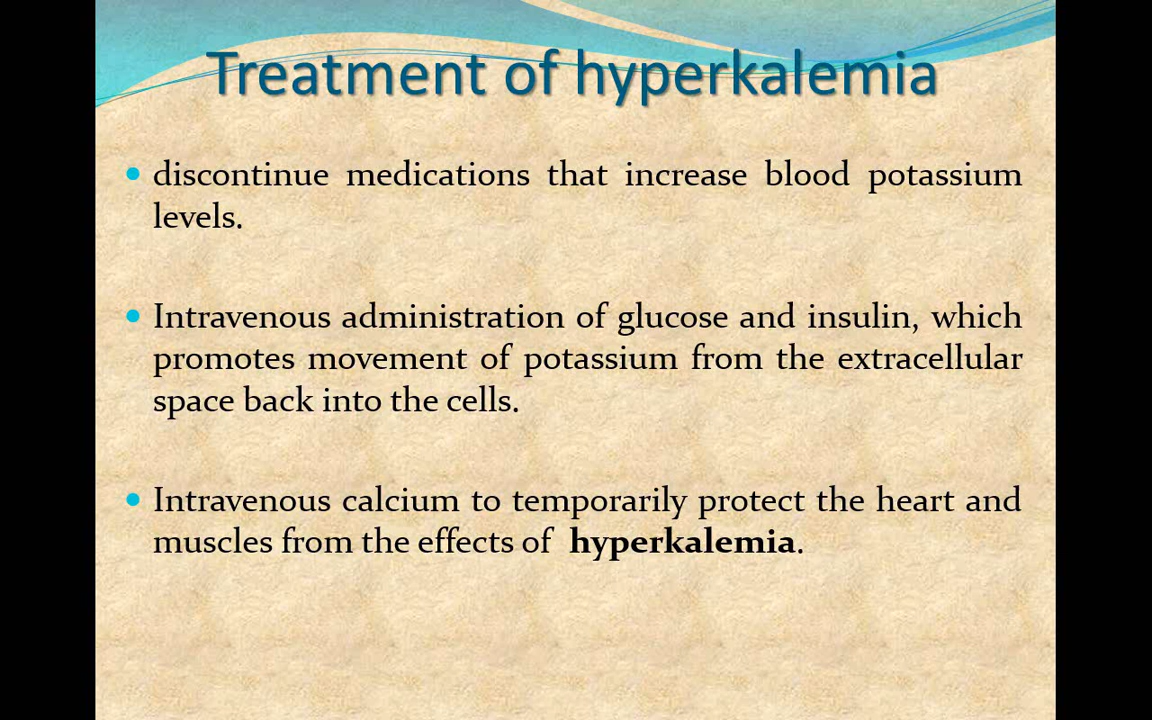 Treatment of hyperkalemia
discontinue medications that increase blood potassium
levels.
Intravenous administration of glucose and insulin, which
promotes movement of potassium from the extracellular
space back into the cells.
Intravenous calcium to temporarily protect the heart and
muscles from the effects of hyperkalemia.